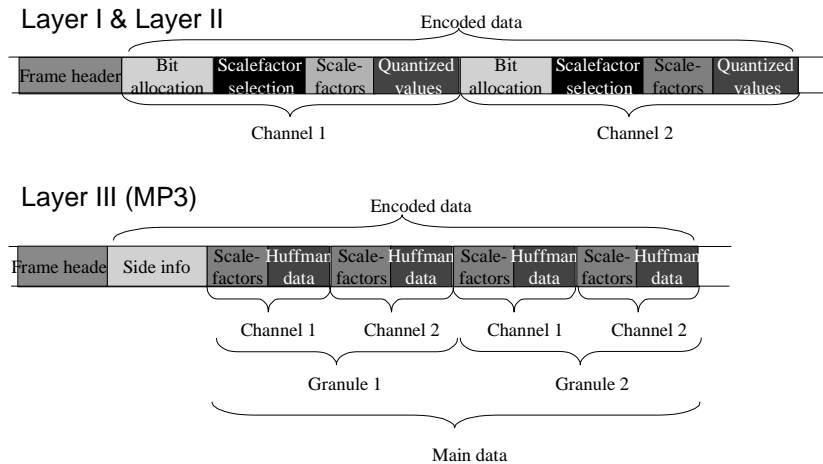 Layer I & Layer II
Encoded data
Frame header Bit allocation Scalefactor selection Scale-factors Quantized values Bit allocation Scalefactor selection Scale-factors Quantized values
Channel 1 Channel 2
Layer III (MP3)
Encoded data
Frame heade Side info Scale-factors Huffman data Scale-factors Huffman data Scale-factors Huffman data Scale-factors Huffman data
Channel 1 Channel 2 Channel 1 Channel 2
Granule 1 Granule 2
Main data